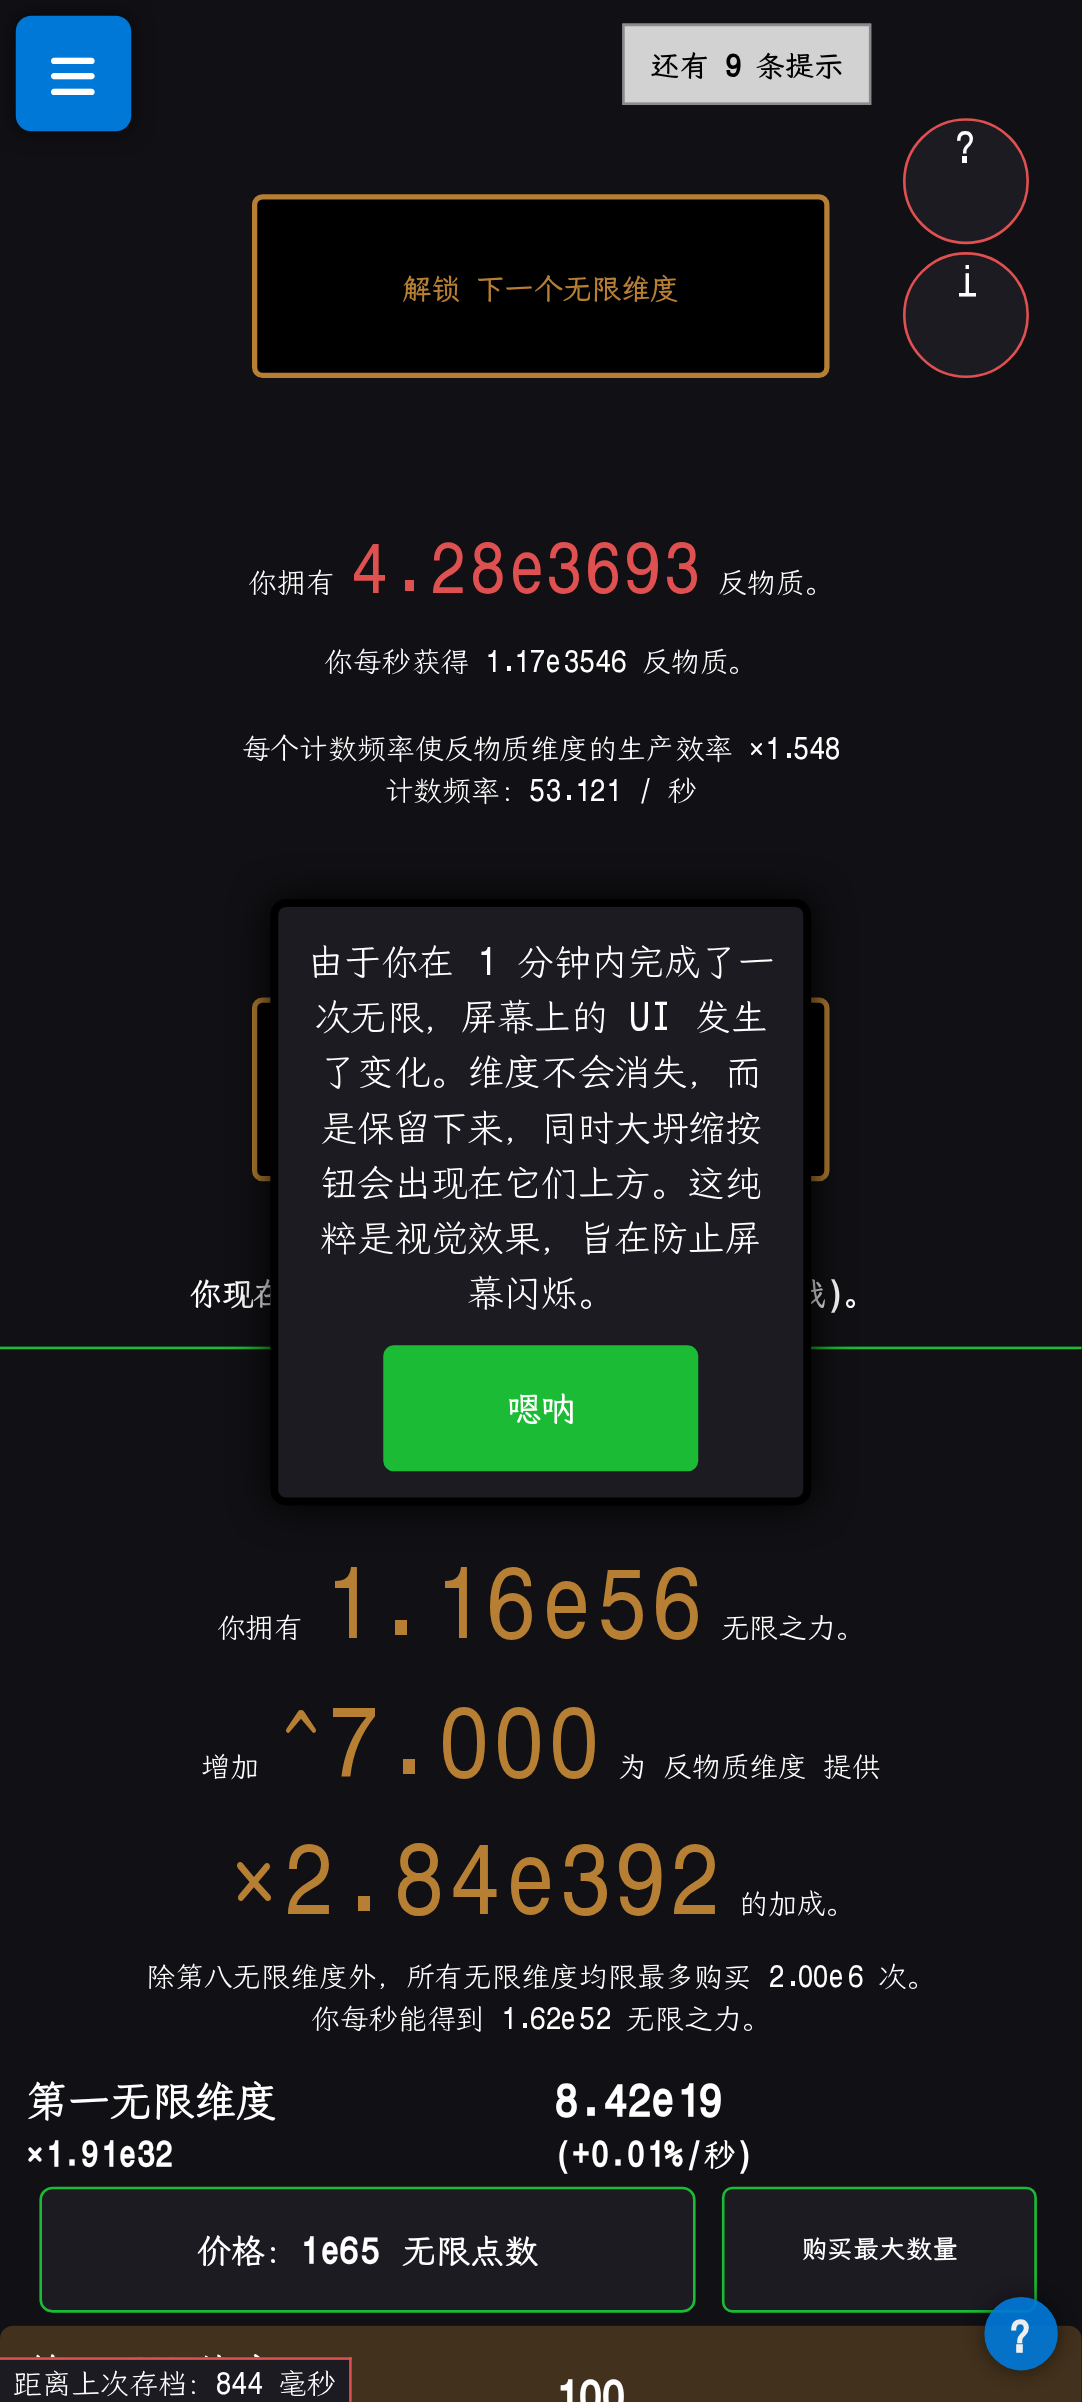 还有 9 条提示
?
i
解锁 下一个无限维度
你拥有 4.28e3693 反物质。
你每秒获得 1.17e3546 反物质。
每个计数频率使反物质维度的生产效率 ×1.548
计数频率: 53.121 / 秒
由于你在 1 分钟内完成了一
次无限, 屏幕上的 UI 发生
了变化。维度不会消失, 而
是保留下来, 同时大坍缩按
钮会出现在它们上方。这纯
粹是视觉效果, 旨在防止屏
幕闪烁。
你现在
)。
嗯呐
你拥有 1.16e56 无限之力。
增加 ^7.000 为 反物质维度 提供
×2.84e392 的加成。
除第八无限维度外, 所有无限维度均限最多购买 2.00e6 次。
你每秒能得到 1.62e52 无限之力。
第一无限维度 8.42e19
×1.91e32 (+0.01%/秒)
价格: 1e65 无限点数 购买最大数量
?
100
距离上次存档: 844 毫秒